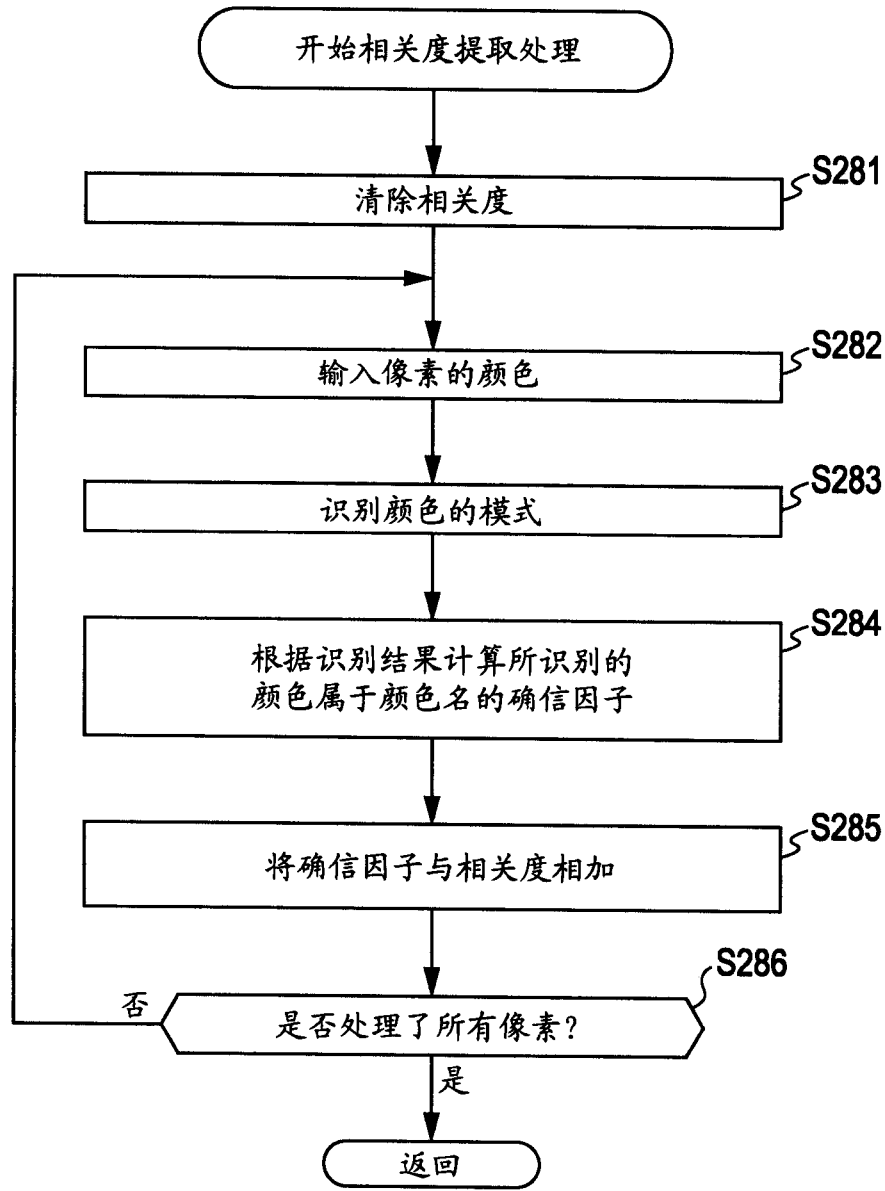 开始相关度提取处理
S281
清除相关度
S282
输入像素的颜色
S283
识别颜色的模式
S284
根据识别结果计算所识别的
颜色属于颜色名的确信因子
S285
将确信因子与相关度相加
S286
否
是否处理了所有像素?
是
返回